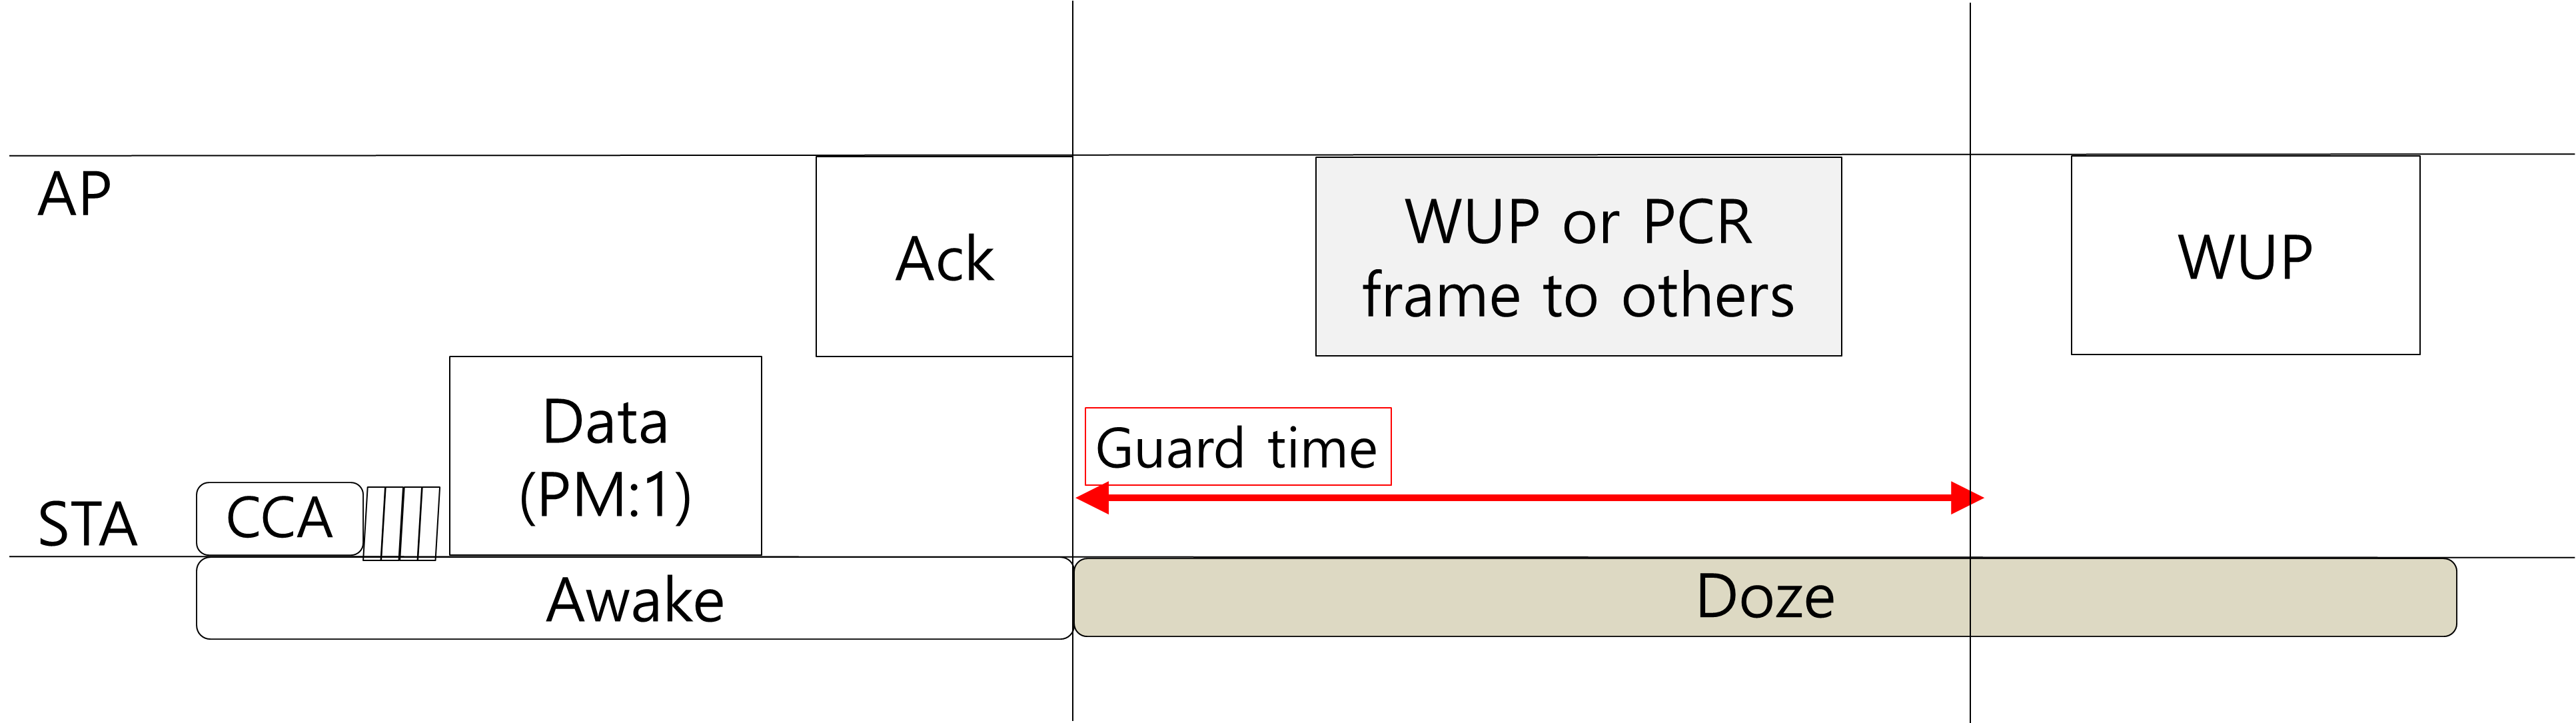 AP
Ack
WUP or PCR
frame to others
WUP
Data
(PM:1)
Guard time
STA
CCA
Awake
Doze